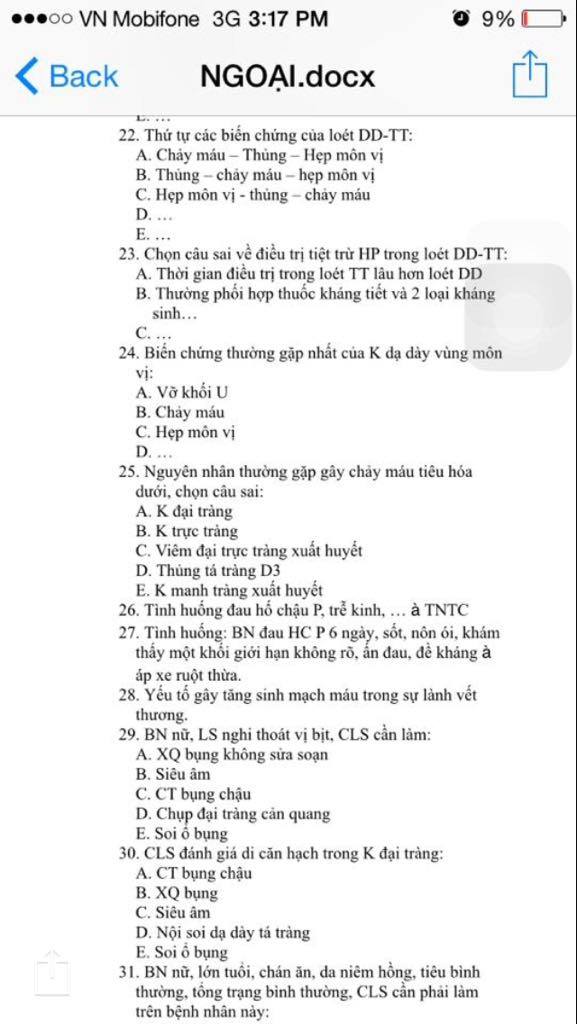 VN Mobifone 3G 3:17 PM 9%
Back NGOẠI.docx
22. Thứ tự các biến chứng của loét DD-TT:
A. Chảy máu – Thủng – Hẹp môn vị
B. Thủng – chảy máu – hẹp môn vị
C. Hẹp môn vị - thủng – chảy máu
D. …
E. …
23. Chọn câu sai về điều trị tiệt trừ HP trong loét DD-TT:
A. Thời gian điều trị trong loét TT lâu hơn loét DD
B. Thường phối hợp thuốc kháng tiết và 2 loại kháng
sinh…
C. …
24. Biến chứng thường gặp nhất của K dạ dày vùng môn
vị:
A. Vỡ khối U
B. Chảy máu
C. Hẹp môn vị
D. …
25. Nguyên nhân thường gặp gây chảy máu tiêu hóa
dưới, chọn câu sai:
A. K đại tràng
B. K trực tràng
C. Viêm đại trực tràng xuất huyết
D. Thủng tá tràng D3
E. K manh tràng xuất huyết
26. Tình huống đau hố chậu P, trễ kinh, … à TNTC
27. Tình huống: BN đau HC P 6 ngày, sốt, nôn ói, khám
thấy một khối giới hạn không rõ, ấn đau, đề kháng à
áp xe ruột thừa.
28. Yếu tố gây tăng sinh mạch máu trong sự lành vết
thương.
29. BN nữ, LS nghi thoát vị bịt, CLS cần làm:
A. XQ bụng không sửa soạn
B. Siêu âm
C. CT bụng chậu
D. Chụp đại tràng cản quang
E. Soi ổ bụng
30. CLS đánh giá di căn hạch trong K đại tràng:
A. CT bụng chậu
B. XQ bụng
C. Siêu âm
D. Nội soi dạ dày tá tràng
E. Soi ổ bụng
31. BN nữ, lớn tuổi, chán ăn, da niêm hồng, tiêu bình
thường, tổng trạng bình thường, CLS cần phải làm
trên bệnh nhân này: